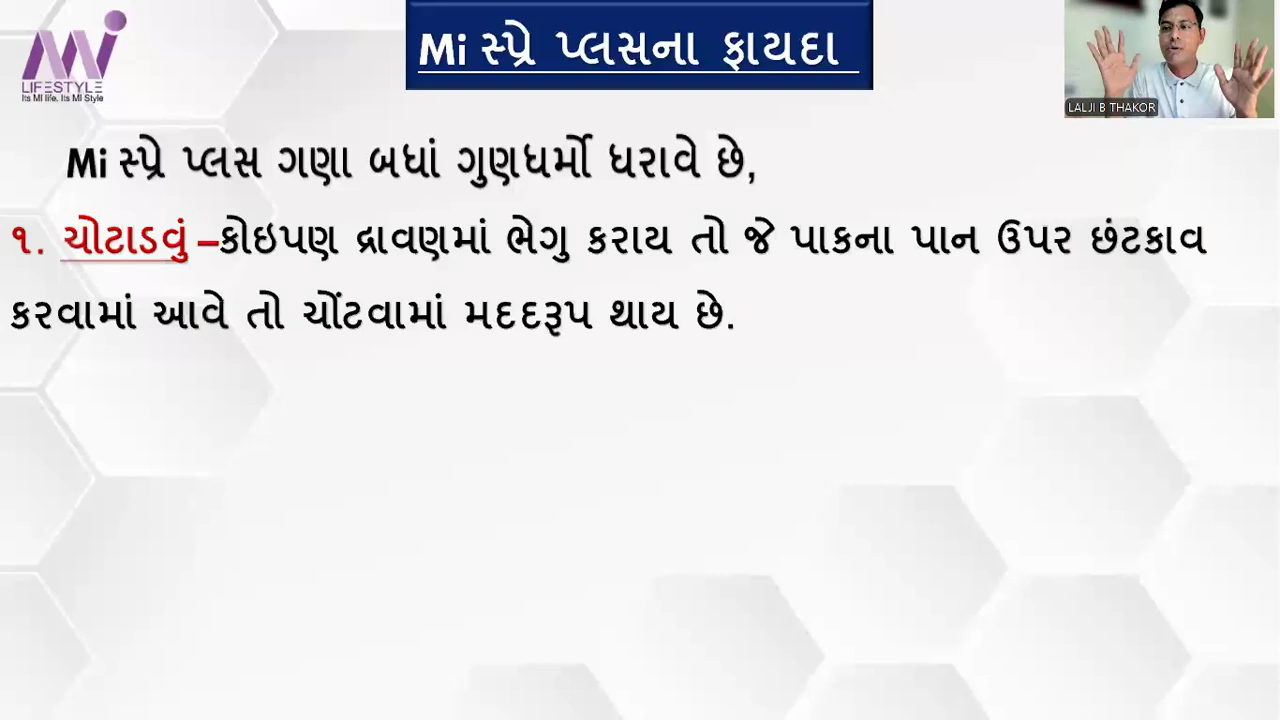 Mi સ્પ્રે પ્લસના ફાયદા
Mi
LIFESTYLE
Its MI life. Its MI Style
LALJI B THAKOR
Mi સ્પ્રે પ્લસ ગણા બધાં ગુણધર્મો ધરાવે છે,
૧. ચોટાડવું –કોઇપણ દ્રાવણમાં ભેગુ કરાય તો જે પાકના પાન ઉપર છંટકાવ
કરવામાં આવે તો ચોંટવામાં મદદરૂપ થાય છે.